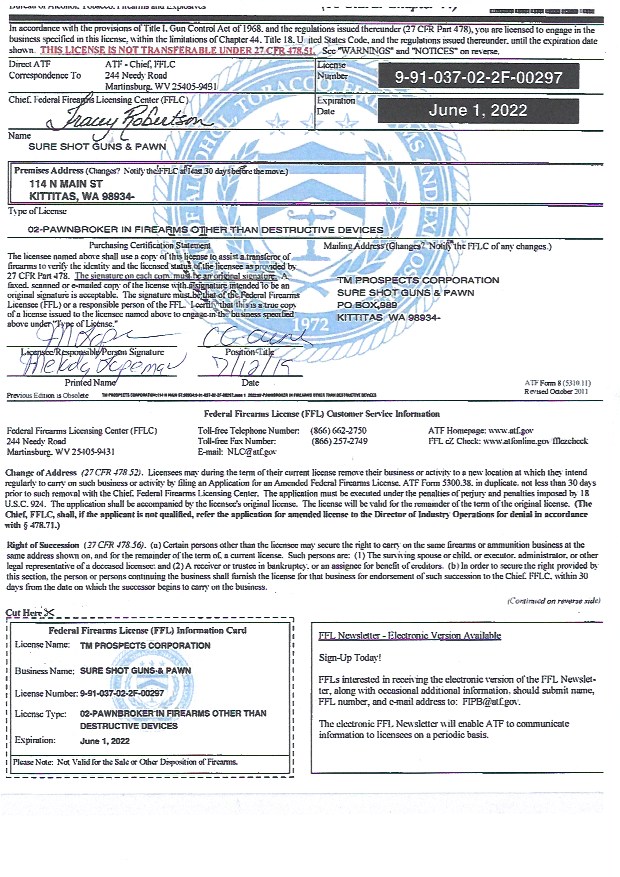 Bureau of Alcohol, Tobacco, Firearms and Explosives
In accordance with the provisions of Title I, Gun Control Act of 1968, and the regulations issued thereunder (27 CFR Part 478), you are licensed to engage in the
business specified in this license, within the limitations of Chapter 44, Title 18, United States Code, and the regulations issued thereunder, until the expiration date
shown. THIS LICENSE IS NOT TRANSFERABLE UNDER 27 CFR 478.51. See "WARNINGS" and "NOTICES" on reverse.
Direct ATF
Correspondence To
ATF - Chief, FFLC
244 Needy Road
Martinsburg, WV 25405-9431
License
Number
9-91-037-02-2F-00297
Chief, Federal Firearms Licensing Center (FFLC)
Tracey Robertson
Expiration
Date
June 1, 2022
Name
SURE SHOT GUNS & PAWN
Premises Address (Changes? Notify the FFLC at least 30 days before the move.)
114 N MAIN ST
KITTITAS, WA 98934-
Type of License
02-PAWNBROKER IN FIREARMS OTHER THAN DESTRUCTIVE DEVICES
Purchasing Certification Statement
The licensee named above shall use a copy of this license to assist a transferor of
firearms to verify the identity and the licensed status of the licensee as provided by
27 CFR Part 478. The signature on each copy must be an original signature. A
faxed, scanned or e-mailed copy of the license with a signature intended to be an
original signature is acceptable. The signature must be that of the Federal Firearms
Licensee (FFL) or a responsible person of the FFL. I certify that this is a true copy
of a license issued to the licensee named above to engage in the business specified
above under "Type of License."
Mailing Address (Changes? Notify the FFLC of any changes.)
TM PROSPECTS CORPORATION
SURE SHOT GUNS & PAWN
PO BOX 989
KITTITAS WA 98934-
1972
Licensee/Responsible Person Signature
Position/Title
7/12/19
Printed Name
Date
ATF Form 8 (5310.11)
Revised October 2011
Previous Edition is Obsolete
Federal Firearms License (FFL) Customer Service Information
Federal Firearms Licensing Center (FFLC)
244 Needy Road
Martinsburg, WV 25405-9431
Toll-free Telephone Number: (866) 662-2750
Toll-free Fax Number: (866) 257-2749
E-mail: NLC@atf.gov
ATF Homepage: www.atf.gov
FFL eZ Check: www.atfonline.gov/fflezcheck
Change of Address (27 CFR 478.52). Licensees may during the term of their current license remove their business or activity to a new location at which they intend
regularly to carry on such business or activity by filing an Application for an Amended Federal Firearms License, ATF Form 5300.38, in duplicate, not less than 30 days
prior to such removal with the Chief, Federal Firearms Licensing Center. The application must be executed under the penalties of perjury and penalties imposed by 18
U.S.C. 924. The application shall be accompanied by the licensee's original license. The license will be valid for the remainder of the term of the original license. (The
Chief, FFLC, shall, if the applicant is not qualified, refer the application for amended license to the Director of Industry Operations for denial in accordance
with § 478.71.)
Right of Succession (27 CFR 478.56). (a) Certain persons other than the licensee may secure the right to carry on the same firearms or ammunition business at the
same address shown on, and for the remainder of the term of, a current license. Such persons are: (1) The surviving spouse or child, or executor, administrator, or other
legal representative of a deceased licensee; and (2) A receiver or trustee in bankruptcy, or an assignee for benefit of creditors. (b) In order to secure the right provided by
this section, the person or persons continuing the business shall furnish the license for that business for endorsement of such succession to the Chief, FFLC, within 30
days from the date on which the successor begins to carry on the business.
(Continued on reverse side)
Cut Here
Federal Firearms License (FFL) Information Card
License Name: TM PROSPECTS CORPORATION
Business Name: SURE SHOT GUNS & PAWN
License Number: 9-91-037-02-2F-00297
License Type: 02-PAWNBROKER IN FIREARMS OTHER THAN
DESTRUCTIVE DEVICES
Expiration: June 1, 2022
Please Note: Not Valid for the Sale or Other Disposition of Firearms.
FFL Newsletter - Electronic Version Available
Sign-Up Today!
FFLs interested in receiving the electronic version of the FFL Newslet-
ter, along with occasional additional information, should submit name,
FFL number, and e-mail address to: FIPB@atf.gov.
The electronic FFL Newsletter will enable ATF to communicate
information to licensees on a periodic basis.